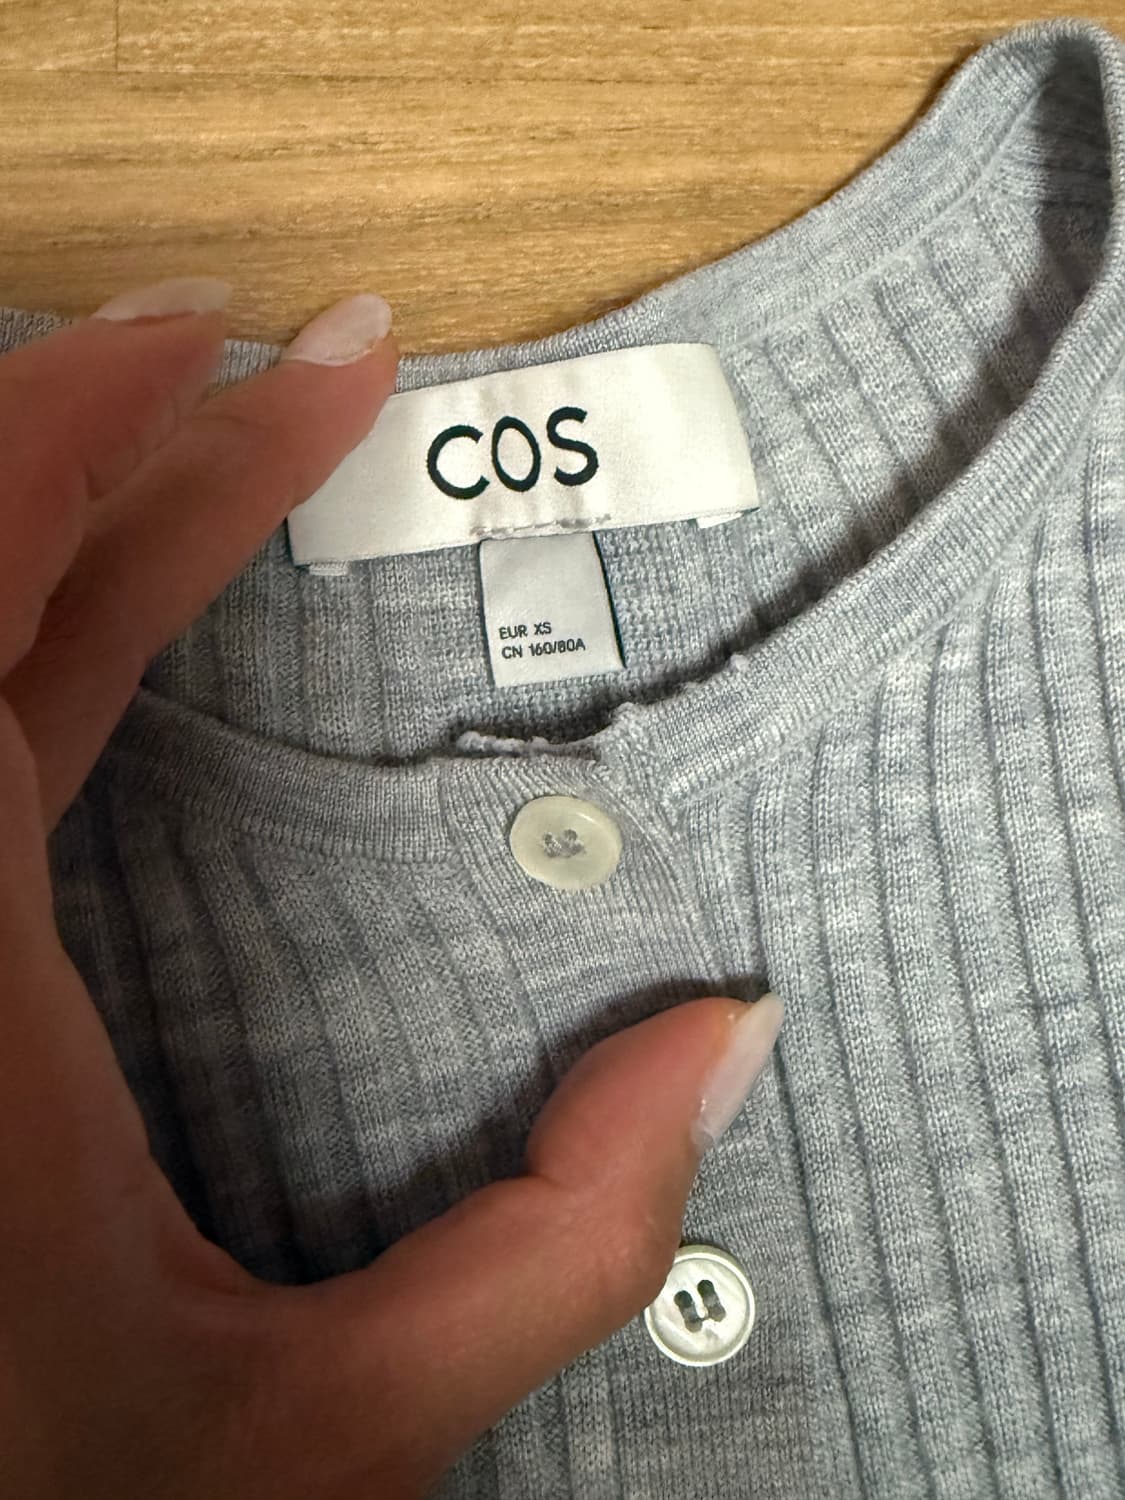 COS
EUR XS
CN 160/80A